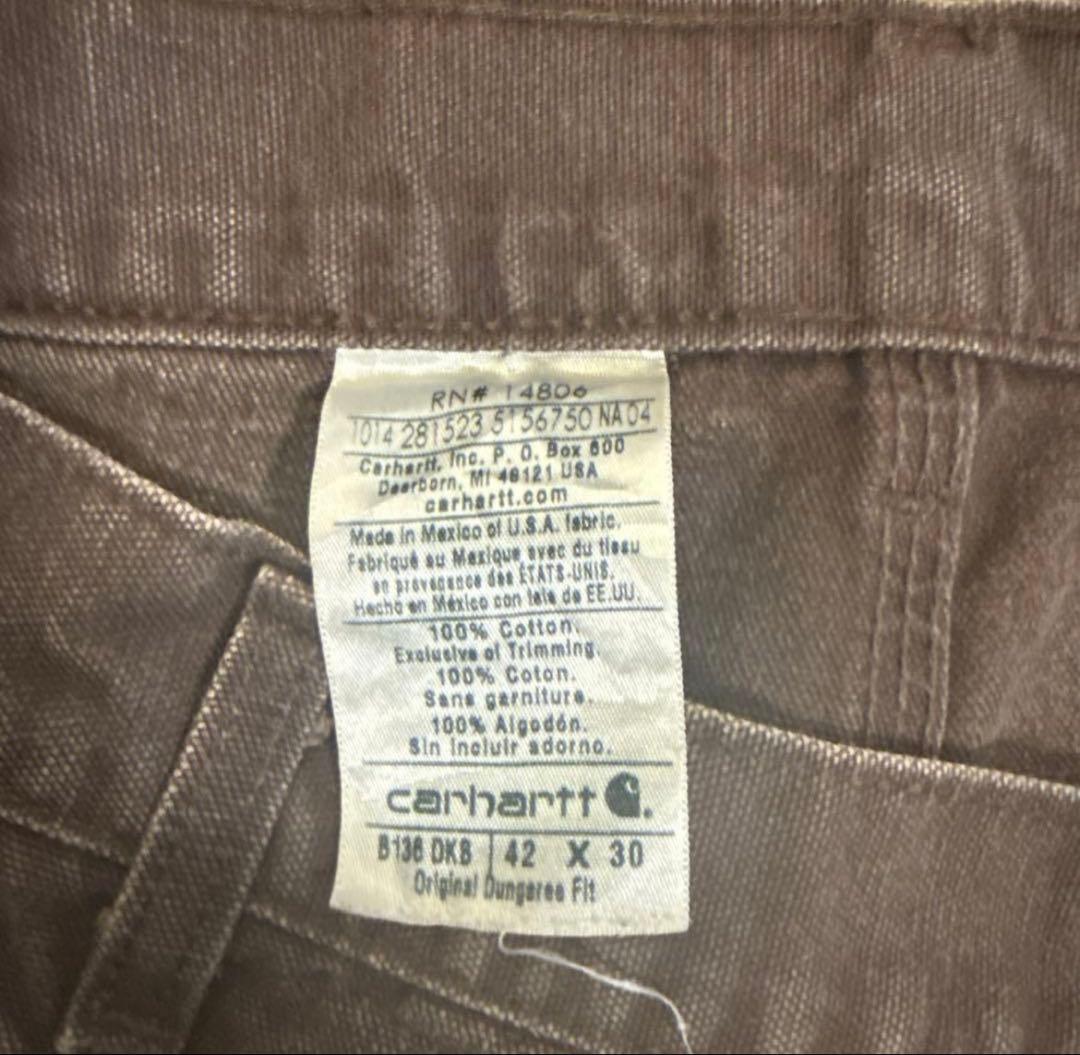 RN# 14806
1014 281523 5156750 NA 04
Carhartt, Inc. P. O. Box 600
Dearborn, MI 48121 USA
carhartt.com
Made in Mexico of U.S.A. fabric.
Fabriqué au Mexique avec du tissu
en provenance des ÉTATS-UNIS.
Hecho en México con tela de EE.UU.
100% Cotton.
Exclusive of Trimming.
100% Coton.
Sans garniture.
100% Algodón.
Sin incluir adorno.
carhartt
B136 DKB 42 X 30
Original Dungaree Fit